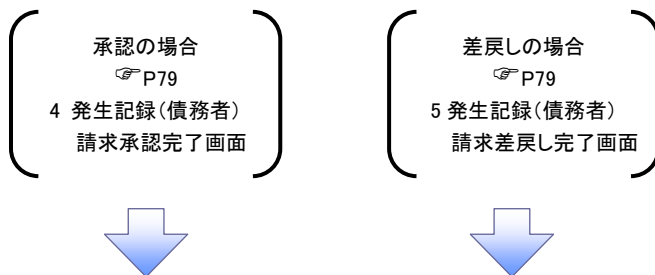 承認の場合
☞P79
4 発生記録(債務者)
請求承認完了画面
差戻しの場合
☞P79
5 発生記録(債務者)
請求差戻し完了画面